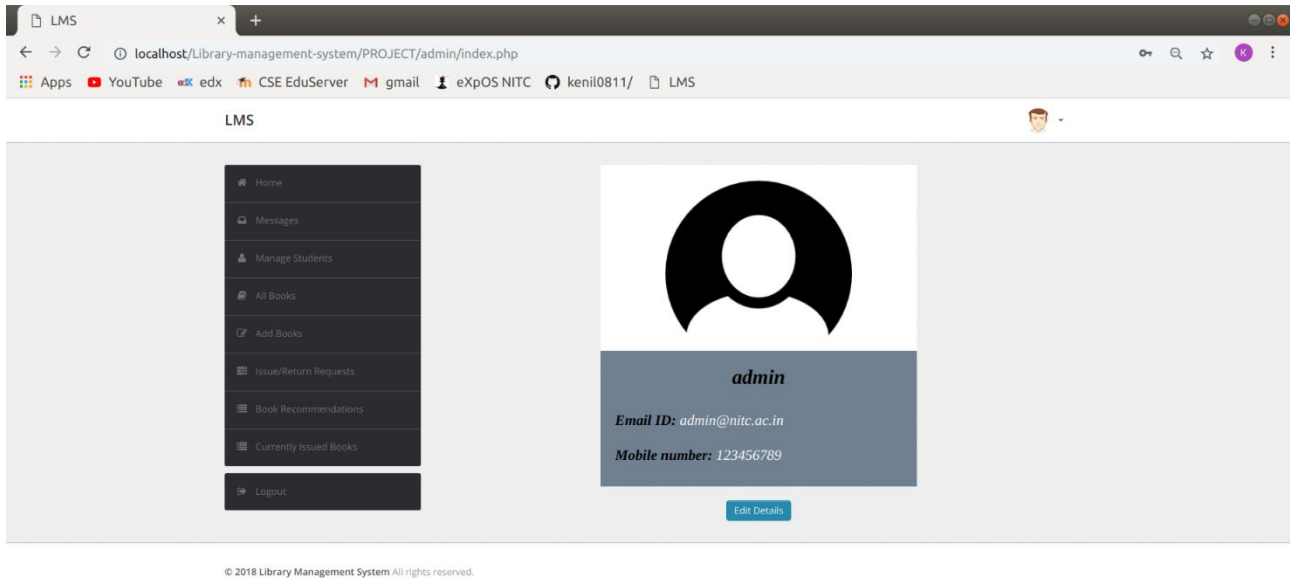 LMS
localhost/Library-management-system/PROJECT/admin/index.php
K
Apps YouTube edX edx CSE EduServer gmail eXpOS NITC kenil0811/ LMS
LMS
Home
Messages
Manage Students
All Books
Add Books
Issue/Return Requests
Book Recommendations
Currently Issued Books
Logout
admin
Email ID: admin@nitc.ac.in
Mobile number: 123456789
Edit Details
© 2018 Library Management System All rights reserved.